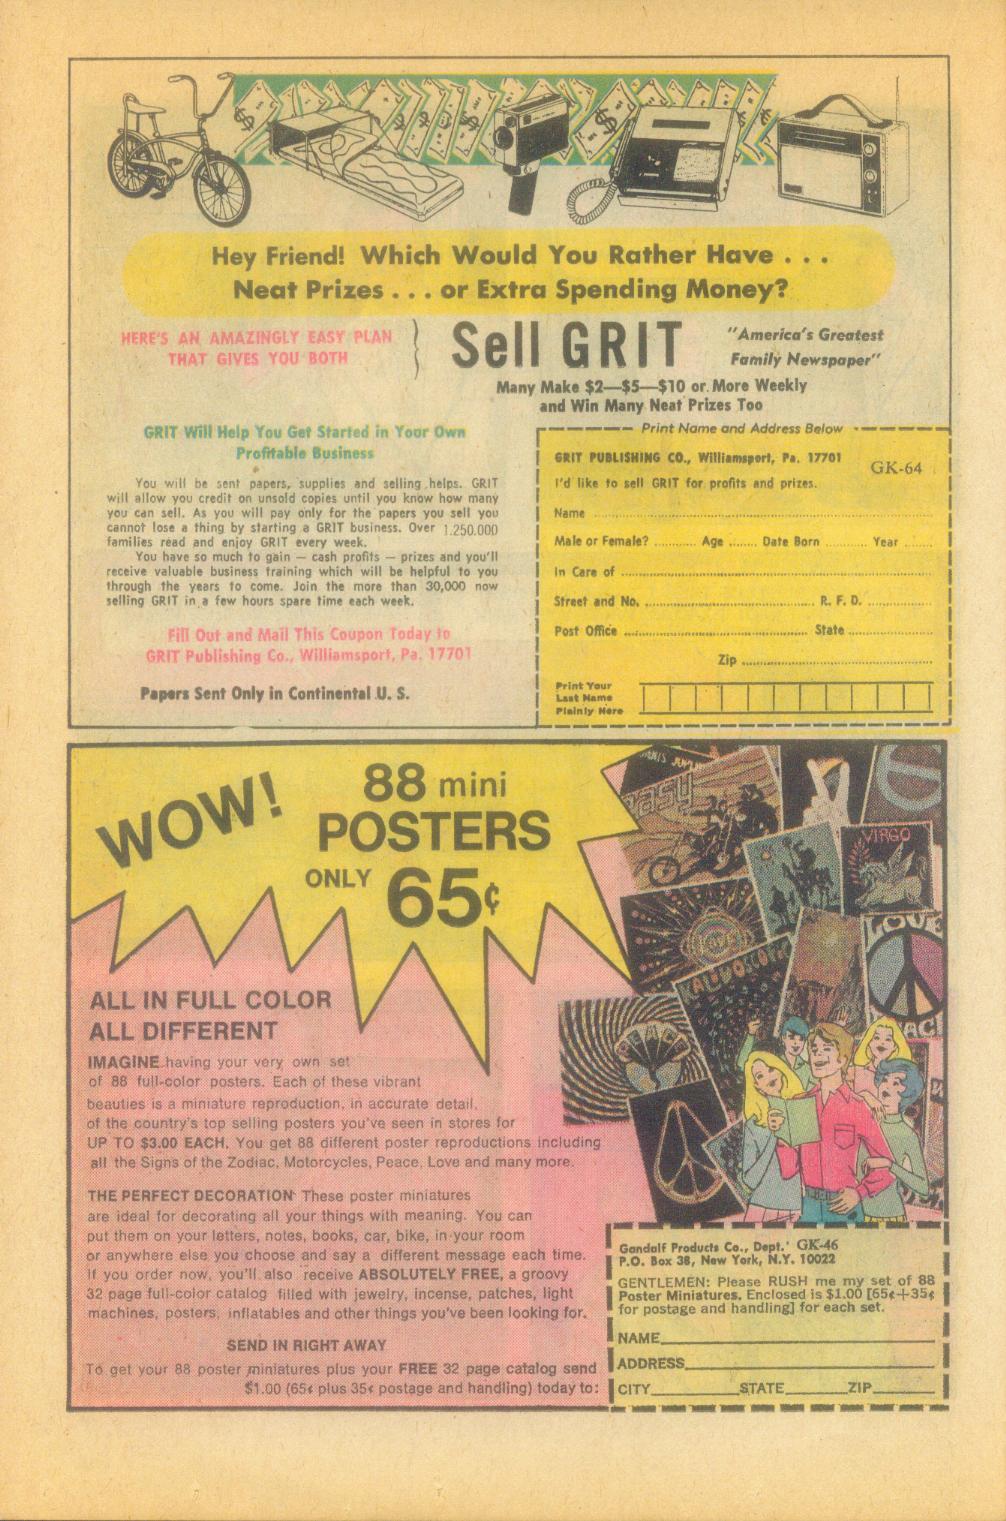 Hey Friend! Which Would You Rather Have . . .
Neat Prizes . . . or Extra Spending Money?
HERE'S AN AMAZINGLY EASY PLAN
THAT GIVES YOU BOTH
Sell GRIT
"America's Greatest
Family Newspaper"
Many Make $2—$5—$10 or More Weekly
and Win Many Neat Prizes Too
GRIT Will Help You Get Started in Your Own
Profitable Business
You will be sent papers, supplies and selling helps. GRIT
will allow you credit on unsold copies until you know how many
you can sell. As you will pay only for the papers you sell you
cannot lose a thing by starting a GRIT business. Over 1,250,000
families read and enjoy GRIT every week.
You have so much to gain — cash profits — prizes and you'll
receive valuable business training which will be helpful to you
through the years to come. Join the more than 30,000 now
selling GRIT in a few hours spare time each week.
Fill Out and Mail This Coupon Today to
GRIT Publishing Co., Williamsport, Pa. 17701
Papers Sent Only in Continental U. S.
Print Name and Address Below
GRIT PUBLISHING CO., Williamsport, Pa. 17701
GK-64
I'd like to sell GRIT for profits and prizes.
Name
Male or Female? Age Date Born Year
In Care of
Street and No. R. F. D.
Post Office State
Zip
Print Your
Last Name
Plainly Here
WOW!
88 mini
POSTERS
ONLY 65¢
easy
VIRGO
LOVE
KALEIDOSCOPE
PEACE
ALL IN FULL COLOR
ALL DIFFERENT
IMAGINE having your very own set
of 88 full-color posters. Each of these vibrant
beauties is a miniature reproduction, in accurate detail,
of the country's top selling posters you've seen in stores for
UP TO $3.00 EACH. You get 88 different poster reproductions including
all the Signs of the Zodiac, Motorcycles, Peace, Love and many more.
THE PERFECT DECORATION These poster miniatures
are ideal for decorating all your things with meaning. You can
put them on your letters, notes, books, car, bike, in your room
or anywhere else you choose and say a different message each time.
If you order now, you'll also receive ABSOLUTELY FREE, a groovy
32 page full-color catalog filled with jewelry, incense, patches, light
machines, posters, inflatables and other things you've been looking for.
SEND IN RIGHT AWAY
To get your 88 poster miniatures plus your FREE 32 page catalog send
$1.00 (65¢ plus 35¢ postage and handling) today to:
Gandalf Products Co., Dept. GK-46
P.O. Box 38, New York, N.Y. 10022
GENTLEMEN: Please RUSH me my set of 88
Poster Miniatures. Enclosed is $1.00 [65¢+35¢
for postage and handling] for each set.
NAME
ADDRESS
CITY STATE ZIP